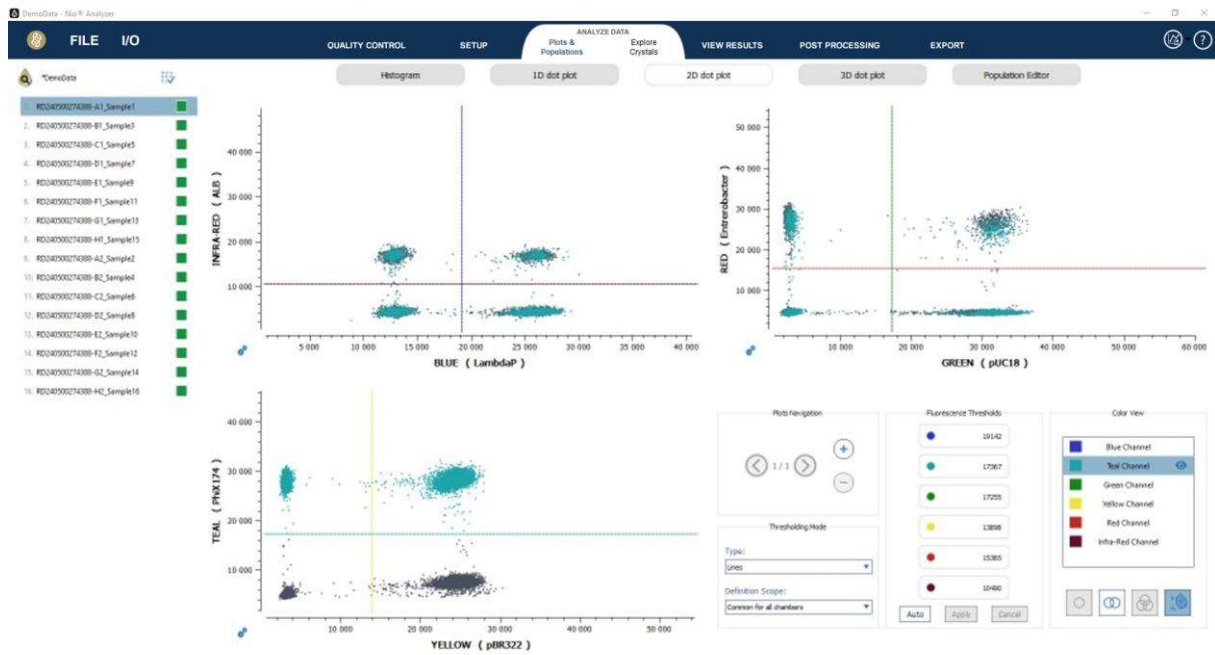 DemoData - Nio® Analyzer
FILE I/O
QUALITY CONTROL SETUP ANALYZE DATA Plots & Populations Explore Crystals VIEW RESULTS POST PROCESSING EXPORT
*DemoData
Histogram 1D dot plot 2D dot plot 3D dot plot Population Editor
1. RD240500274388-A1_Sample1
2. RD240500274388-B1_Sample3
3. RD240500274388-C1_Sample5
4. RD240500274388-D1_Sample7
5. RD240500274388-E1_Sample9
6. RD240500274388-F1_Sample11
7. RD240500274388-G1_Sample13
8. RD240500274388-H1_Sample15
9. RD240500274388-A2_Sample2
10. RD240500274388-B2_Sample4
11. RD240500274388-C2_Sample6
12. RD240500274388-D2_Sample8
13. RD240500274388-E2_Sample10
14. RD240500274388-F2_Sample12
15. RD240500274388-G2_Sample14
16. RD240500274388-H2_Sample16
INFRA-RED ( ALB )
40 000
30 000
20 000
10 000
5 000 10 000 15 000 20 000 25 000 30 000 35 000 40 000
BLUE ( LambdaP )
RED ( Entrerobacter )
50 000
40 000
30 000
20 000
10 000
10 000 20 000 30 000 40 000 50 000 60 000
GREEN ( pUC18 )
TEAL ( PhiX174 )
40 000
30 000
20 000
10 000
10 000 20 000 30 000 40 000 50 000
YELLOW ( pBR322 )
Plots Navigation
1 / 1
Thresholding Mode
Type:
Lines
Definition Scope:
Common for all chambers
Fluorescence Thresholds
19142
17367
17255
13898
15365
10490
Auto Apply Cancel
Color View
Blue Channel
Teal Channel
Green Channel
Yellow Channel
Red Channel
Infra-Red Channel